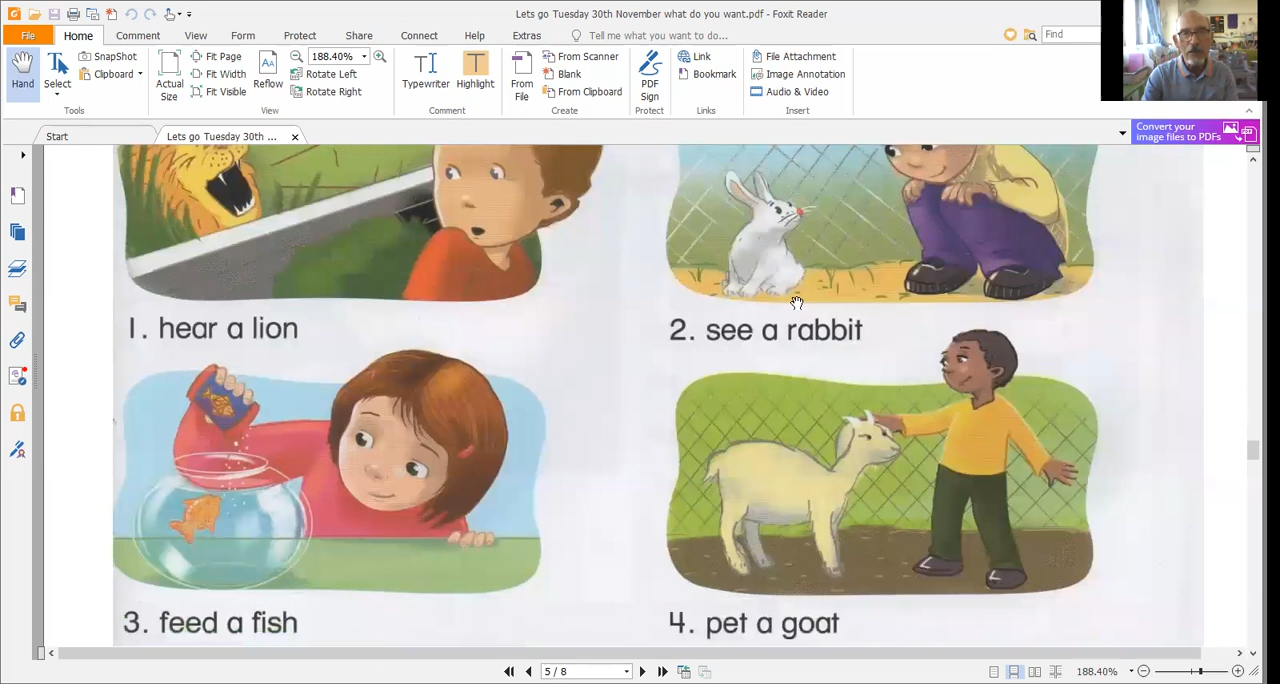 Lets go Tuesday 30th November what do you want.pdf - Foxit Reader
File Home Comment View Form Protect Share Connect Help Extras Tell me what you want to do... Find
Hand
Select
SnapShot
Clipboard
Tools
Actual Size
Fit Page
Fit Width
Fit Visible
Reflow
188.40%
Rotate Left
Rotate Right
View
Typewriter
Highlight
Comment
From File
From Scanner
Blank
From Clipboard
Create
PDF Sign
Protect
Link
Bookmark
Links
File Attachment
Image Annotation
Audio & Video
Insert
Start
Lets go Tuesday 30th ...
Convert your
image files to PDFs
1. hear a lion
2. see a rabbit
3. feed a fish
4. pet a goat
5 / 8
188.40%